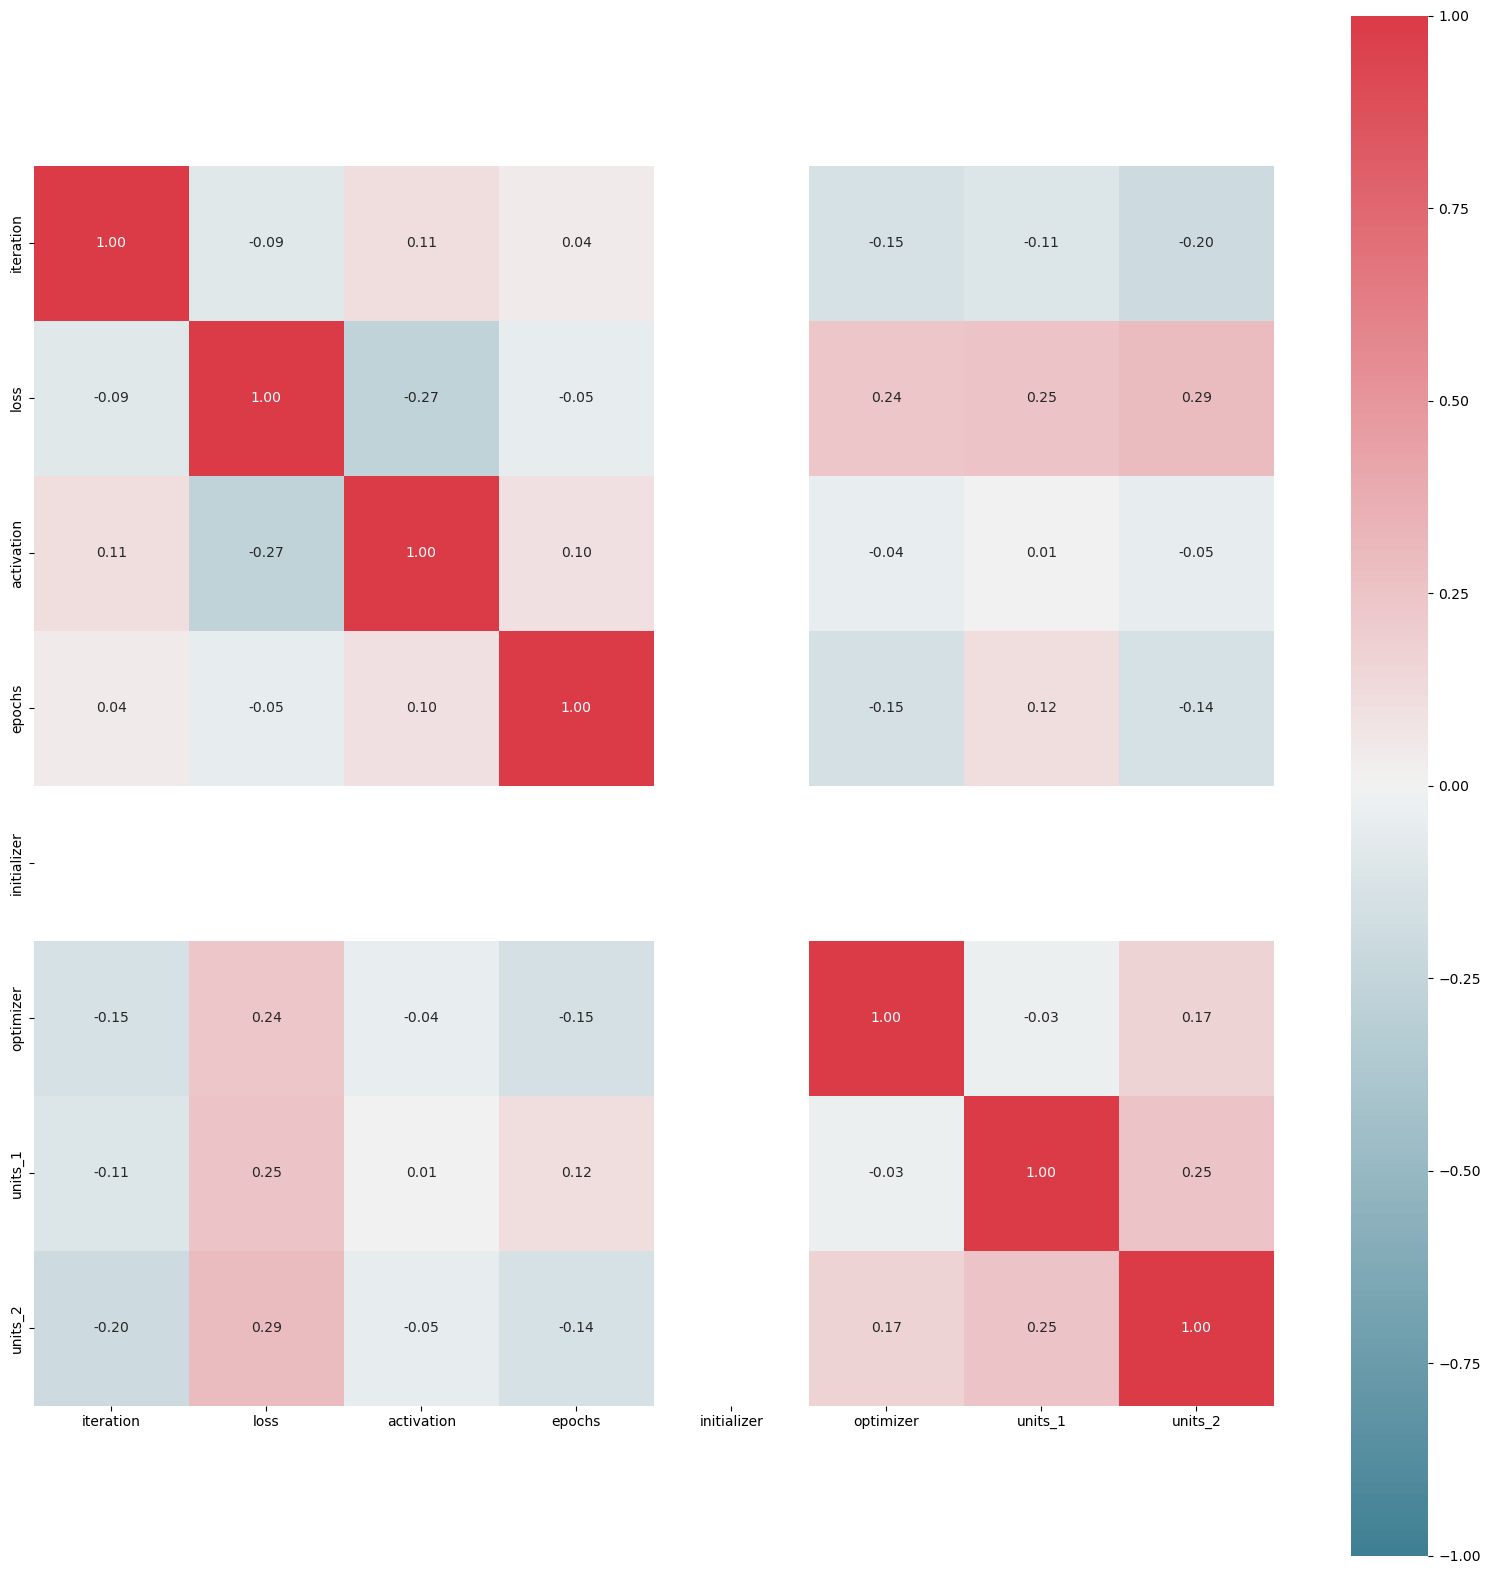 1.00
iteration 1.00 -0.09 0.11 0.04 -0.15 -0.11 -0.20
0.75
loss -0.09 1.00 -0.27 -0.05 0.24 0.25 0.29
0.50
activation 0.11 -0.27 1.00 0.10 -0.04 0.01 -0.05
0.25
epochs 0.04 -0.05 0.10 1.00 -0.15 0.12 -0.14
0.00
initializer
−0.25
optimizer -0.15 0.24 -0.04 -0.15 1.00 -0.03 0.17
units_1 -0.11 0.25 0.01 0.12 -0.03 1.00 0.25
−0.50
units_2 -0.20 0.29 -0.05 -0.14 0.17 0.25 1.00
−0.75
iteration loss activation epochs initializer optimizer units_1 units_2
−1.00